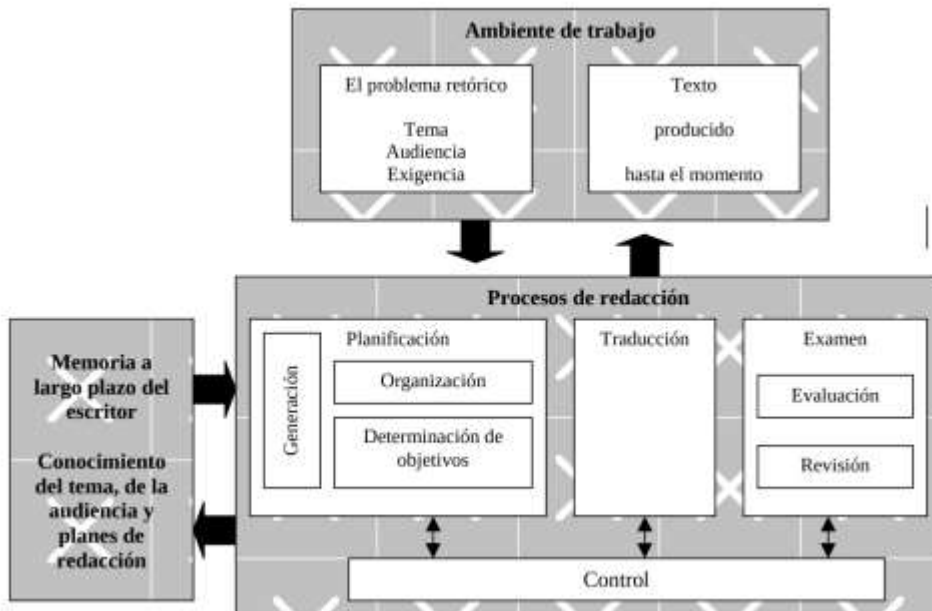 Ambiente de trabajo
El problema retórico
Tema
Audiencia
Exigencia
Texto
producido
hasta el momento
Procesos de redacción
Memoria a
largo plazo del
escritor
Conocimiento
del tema, de la
audiencia y
planes de
redacción
Planificación
Generación
Organización
Determinación de
objetivos
Traducción
Examen
Evaluación
Revisión
Control